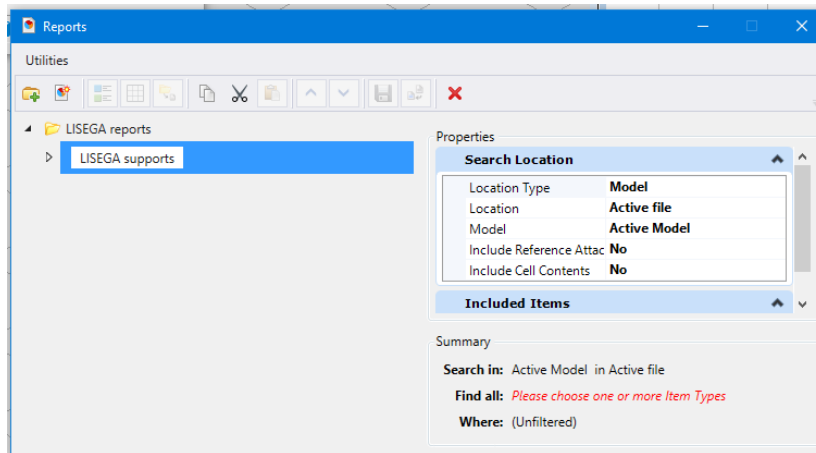 Reports
Utilities
LISEGA reports
LISEGA supports
Properties
Search Location
Location Type Model
Location Active file
Model Active Model
Include Reference Attac No
Include Cell Contents No
Included Items
Summary
Search in: Active Model in Active file
Find all: Please choose one or more Item Types
Where: (Unfiltered)